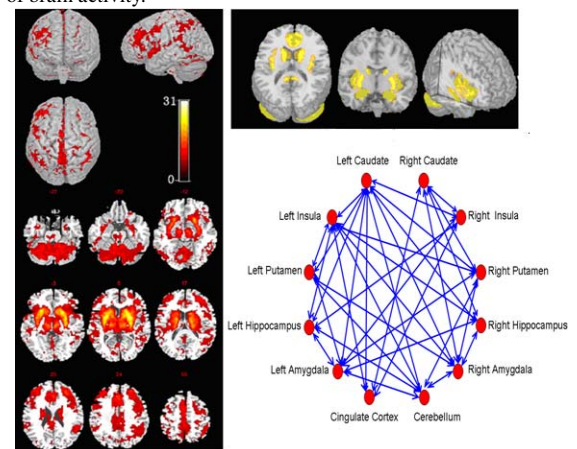 of brain activity.
31
0
Left Caudate Right Caudate
Left Insula Right Insula
Left Putamen Right Putamen
Left Hippocampus Right Hippocampus
Left Amygdala Right Amygdala
Cingulate Cortex Cerebellum